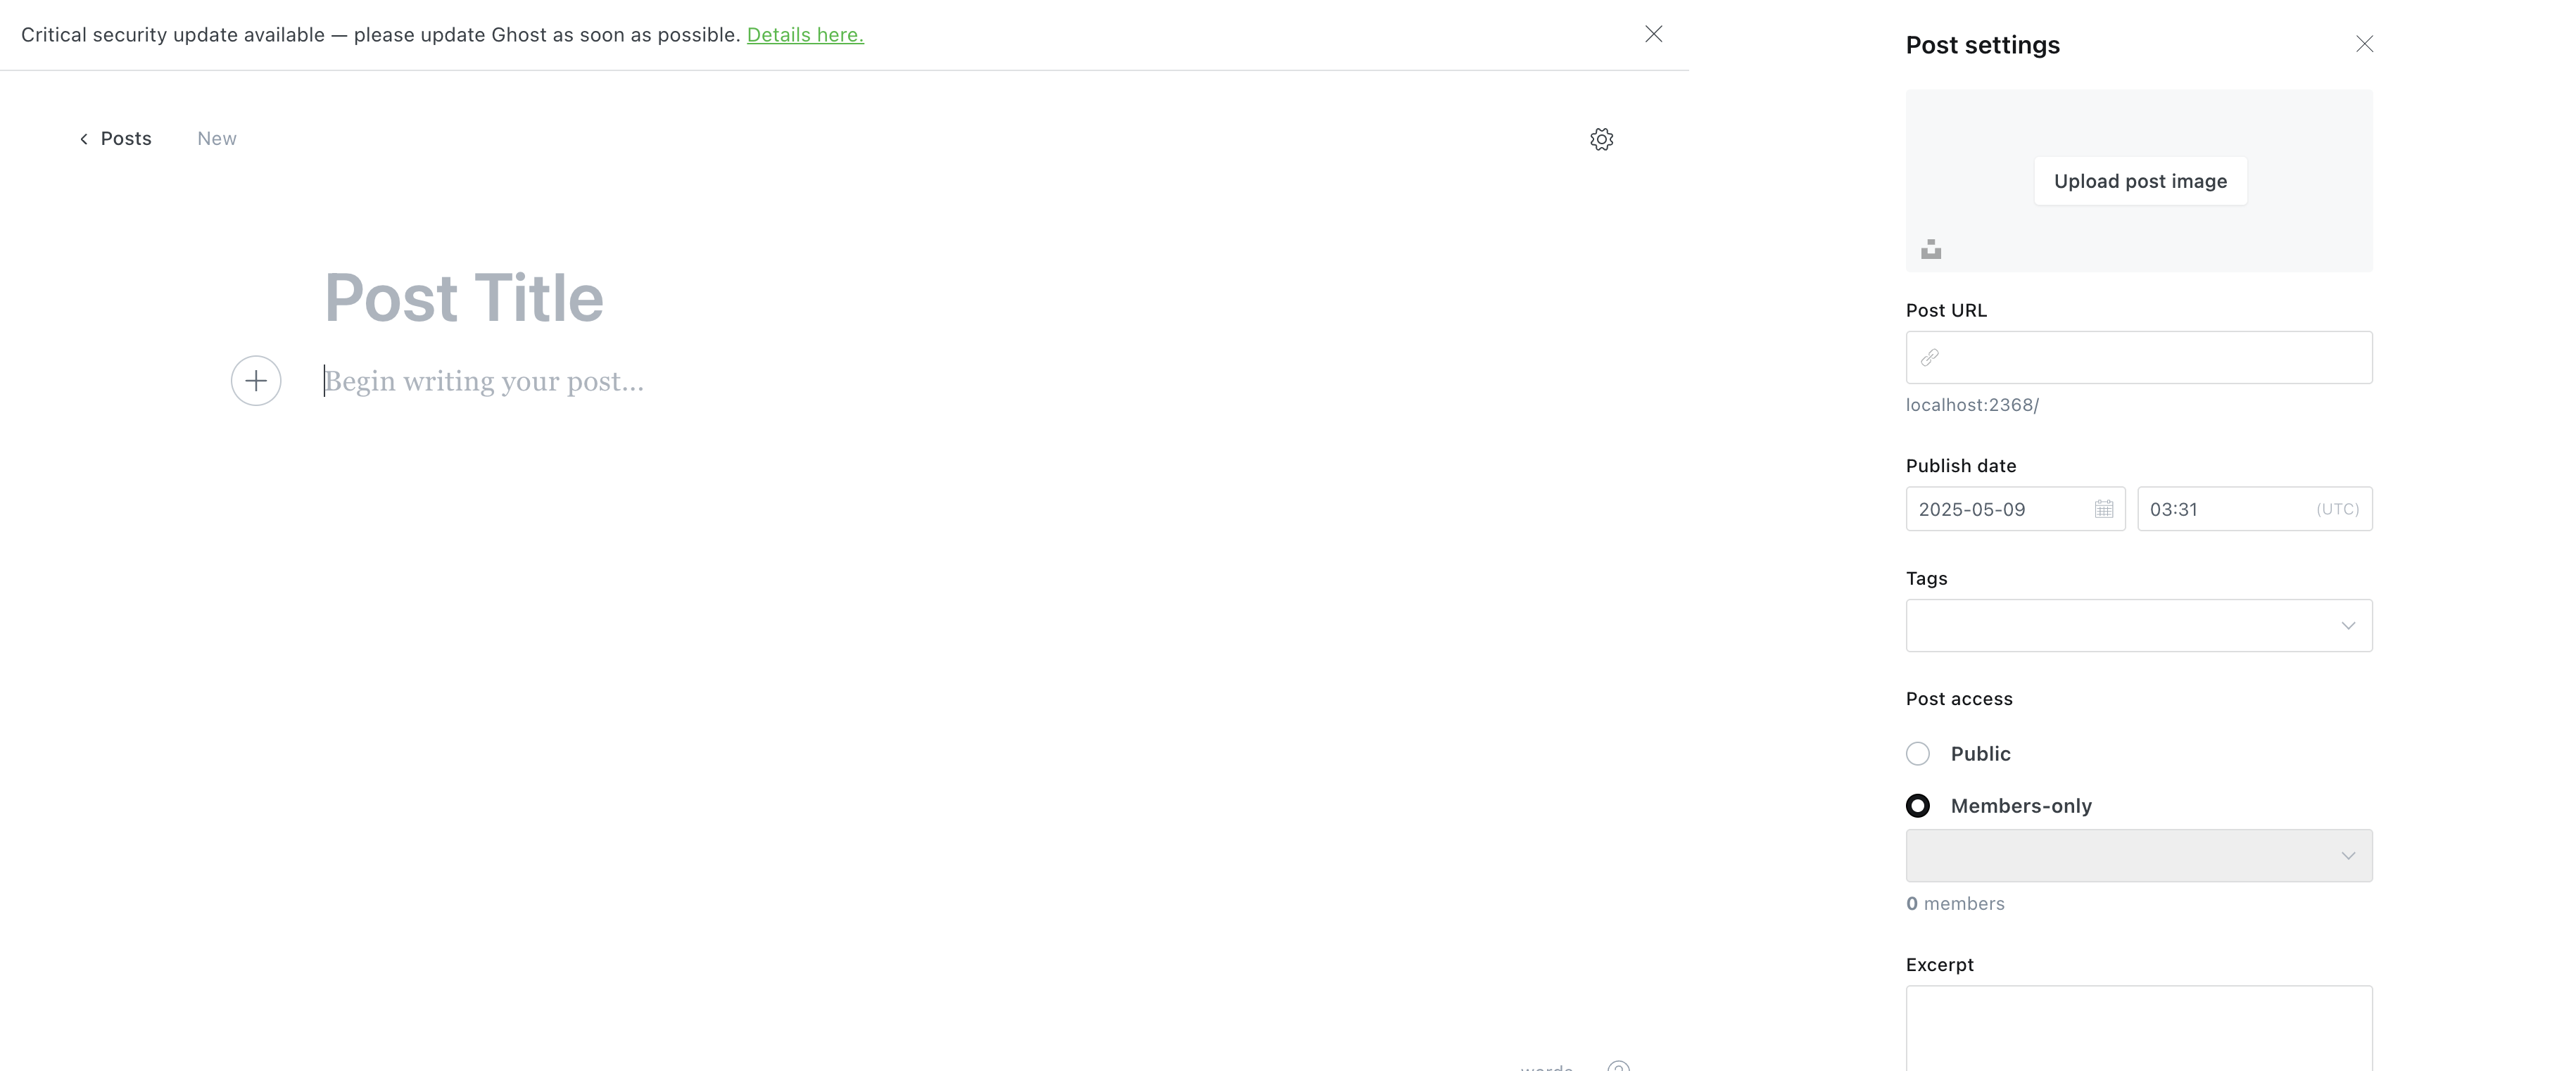 Critical security update available — please update Ghost as soon as possible. Details here.
Posts
New
Post Title
Begin writing your post...
words
Post settings
Upload post image
Post URL
localhost:2368/
Publish date
2025-05-09
03:31 (UTC)
Tags
Post access
Public
Members-only
0 members
Excerpt